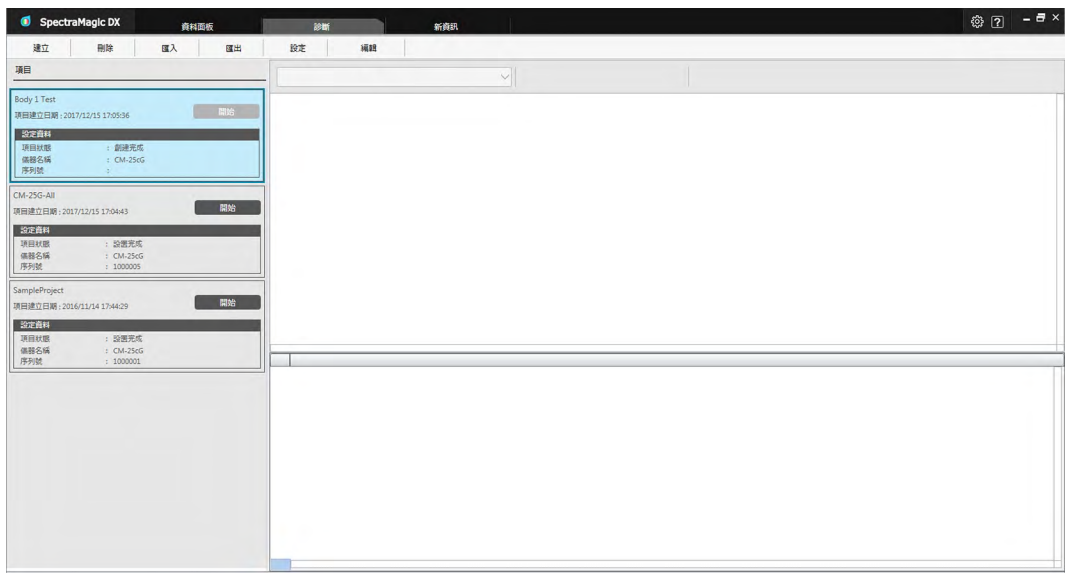 SpectraMagic DX 資料面板 診斷 新資訊
建立 刪除 匯入 匯出 設定 編輯
項目
Body 1 Test
項目建立日期 : 2017/12/15 17:05:36 開始
設定資料
項目狀態 : 創建完成
儀器名稱 : CM-25cG
序列號 :
CM-25G-All
項目建立日期 : 2017/12/15 17:04:43 開始
設定資料
項目狀態 : 設置完成
儀器名稱 : CM-25cG
序列號 : 1000005
SampleProject
項目建立日期 : 2016/11/14 17:44:29 開始
設定資料
項目狀態 : 設置完成
儀器名稱 : CM-25cG
序列號 : 1000001